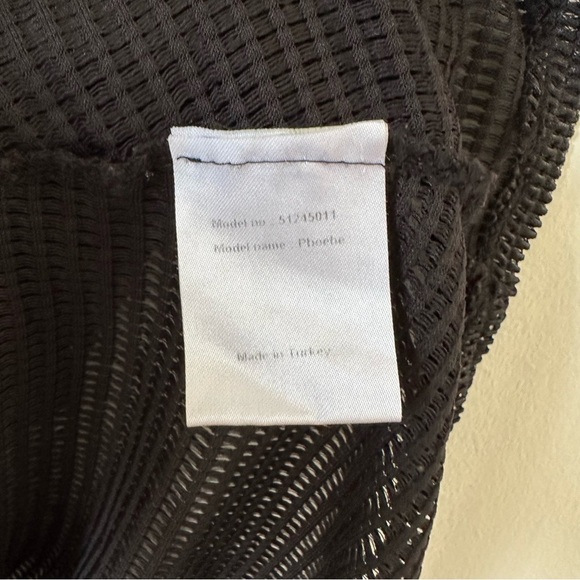 Model no . 51245011
Model name . Phoebe
Made in Turkey